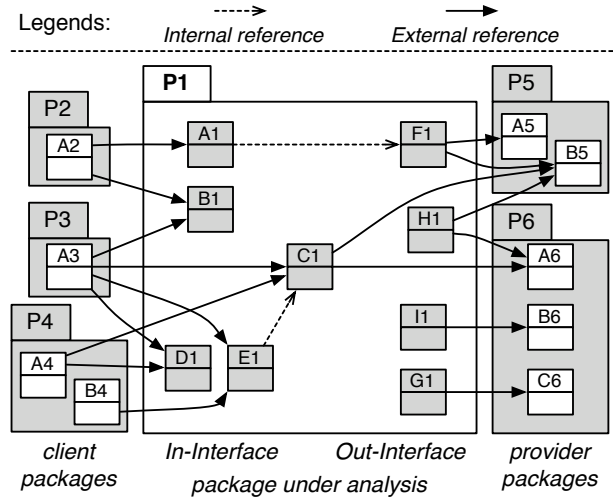 Legends:
Internal reference
External reference
P1
P2
P5
A2
A1
F1
A5
B5
B1
P3
H1
P6
A3
C1
A6
P4
I1
B6
A4
D1
E1
B4
G1
C6
client
packages
In-Interface
Out-Interface
package under analysis
provider
packages